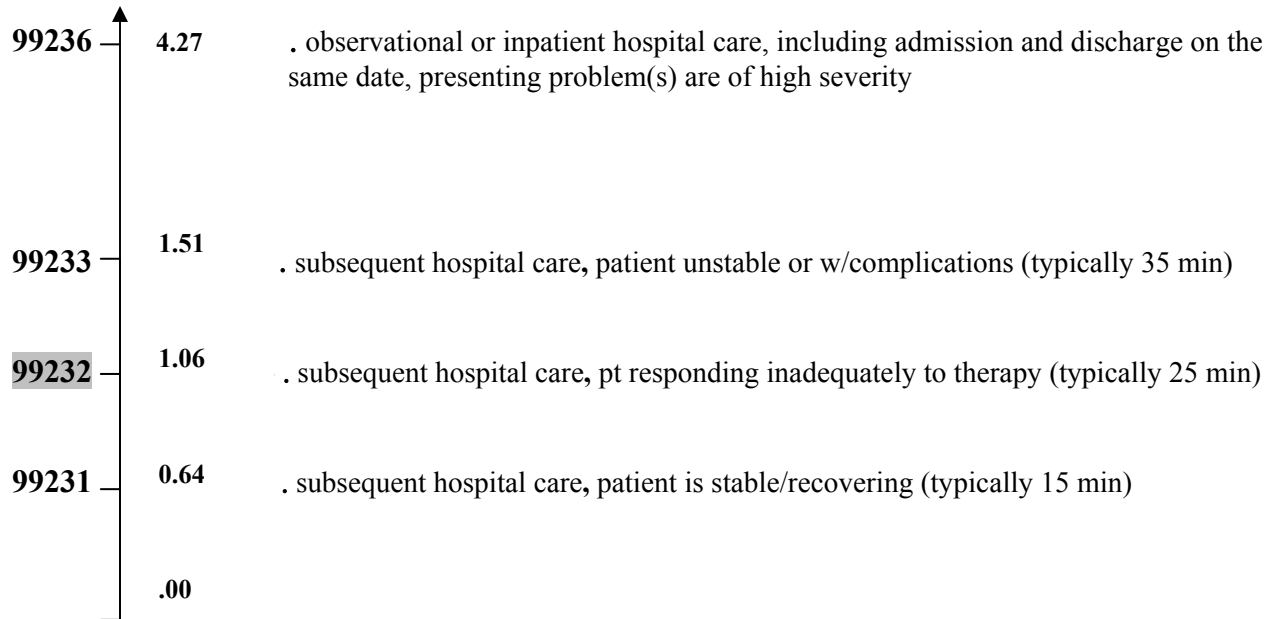 99236 4.27 . observational or inpatient hospital care, including admission and discharge on the
same date, presenting problem(s) are of high severity
99233 1.51 . subsequent hospital care, patient unstable or w/complications (typically 35 min)
99232 1.06 . subsequent hospital care, pt responding inadequately to therapy (typically 25 min)
99231 0.64 . subsequent hospital care, patient is stable/recovering (typically 15 min)
.00